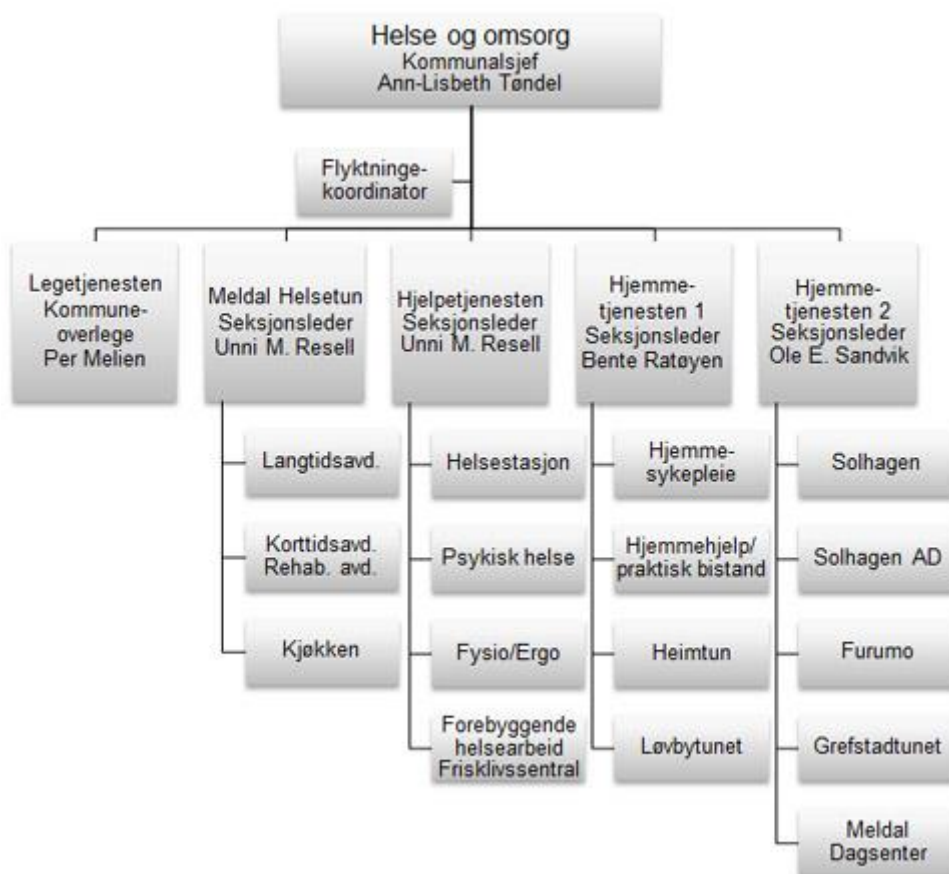 Helse og omsorg
Kommunalsjef
Ann-Lisbeth Tøndel
Flyktninge-
koordinator
Legetjenesten
Kommune-
overlege
Per Melien
Meldal Helsetun
Seksjonsleder
Unni M. Resell
Hjelpetjenesten
Seksjonsleder
Unni M. Resell
Hjemme-
tjenesten 1
Seksjonsleder
Bente Ratøyen
Hjemme-
tjenesten 2
Seksjonsleder
Ole E. Sandvik
Langtidsavd.
Korttidsavd.
Rehab. avd.
Kjøkken
Helsestasjon
Psykisk helse
Fysio/Ergo
Forebyggende
helsearbeid
Frisklivssentral
Hjemme-
sykepleie
Hjemmehjelp/
praktisk bistand
Heimtun
Løvbytunet
Solhagen
Solhagen AD
Furumo
Grefstadtunet
Meldal
Dagsenter